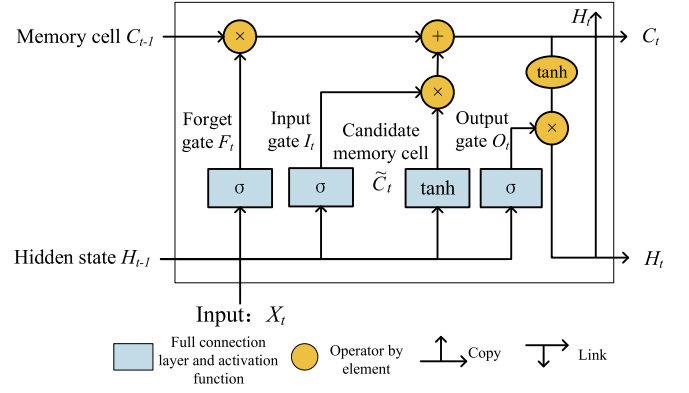 H_t
Memory cell C_{t-1}
×
+
C_t
tanh
×
×
Forget
gate F_t
Input
gate I_t
Candidate
memory cell
C̃_t
Output
gate O_t
σ
σ
tanh
σ
Hidden state H_{t-1}
H_t
Input: X_t
Full connection
layer and activation
function
Operator by
element
Copy
Link